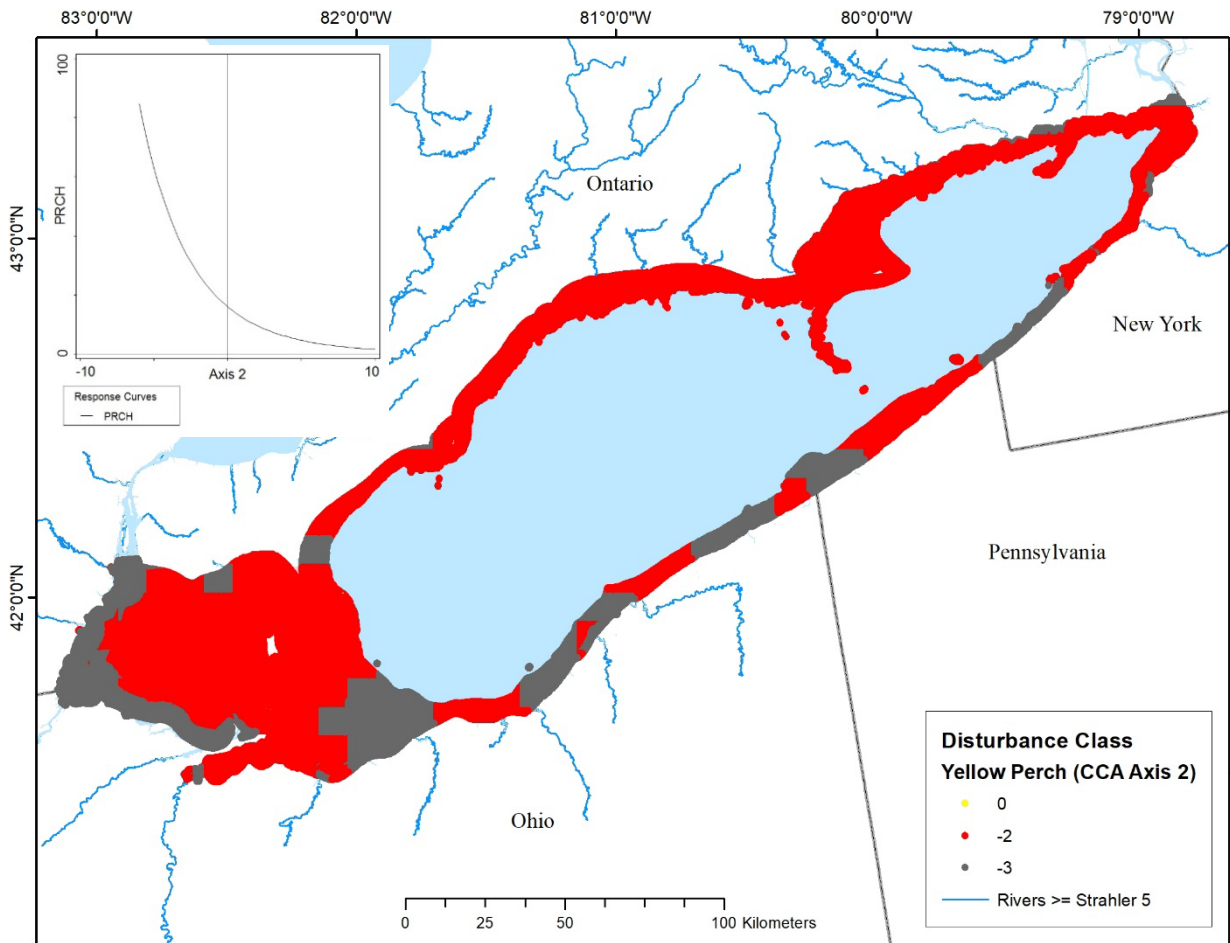 83°0'0"W 82°0'0"W 81°0'0"W 80°0'0"W 79°0'0"W
100
PRCH
0
-10 Axis 2 10
Response Curves
PRCH
43°0'0"N
42°0'0"N
Ontario
New York
Pennsylvania
Ohio
Disturbance Class
Yellow Perch (CCA Axis 2)
0
-2
-3
Rivers >= Strahler 5
0 25 50 100 Kilometers